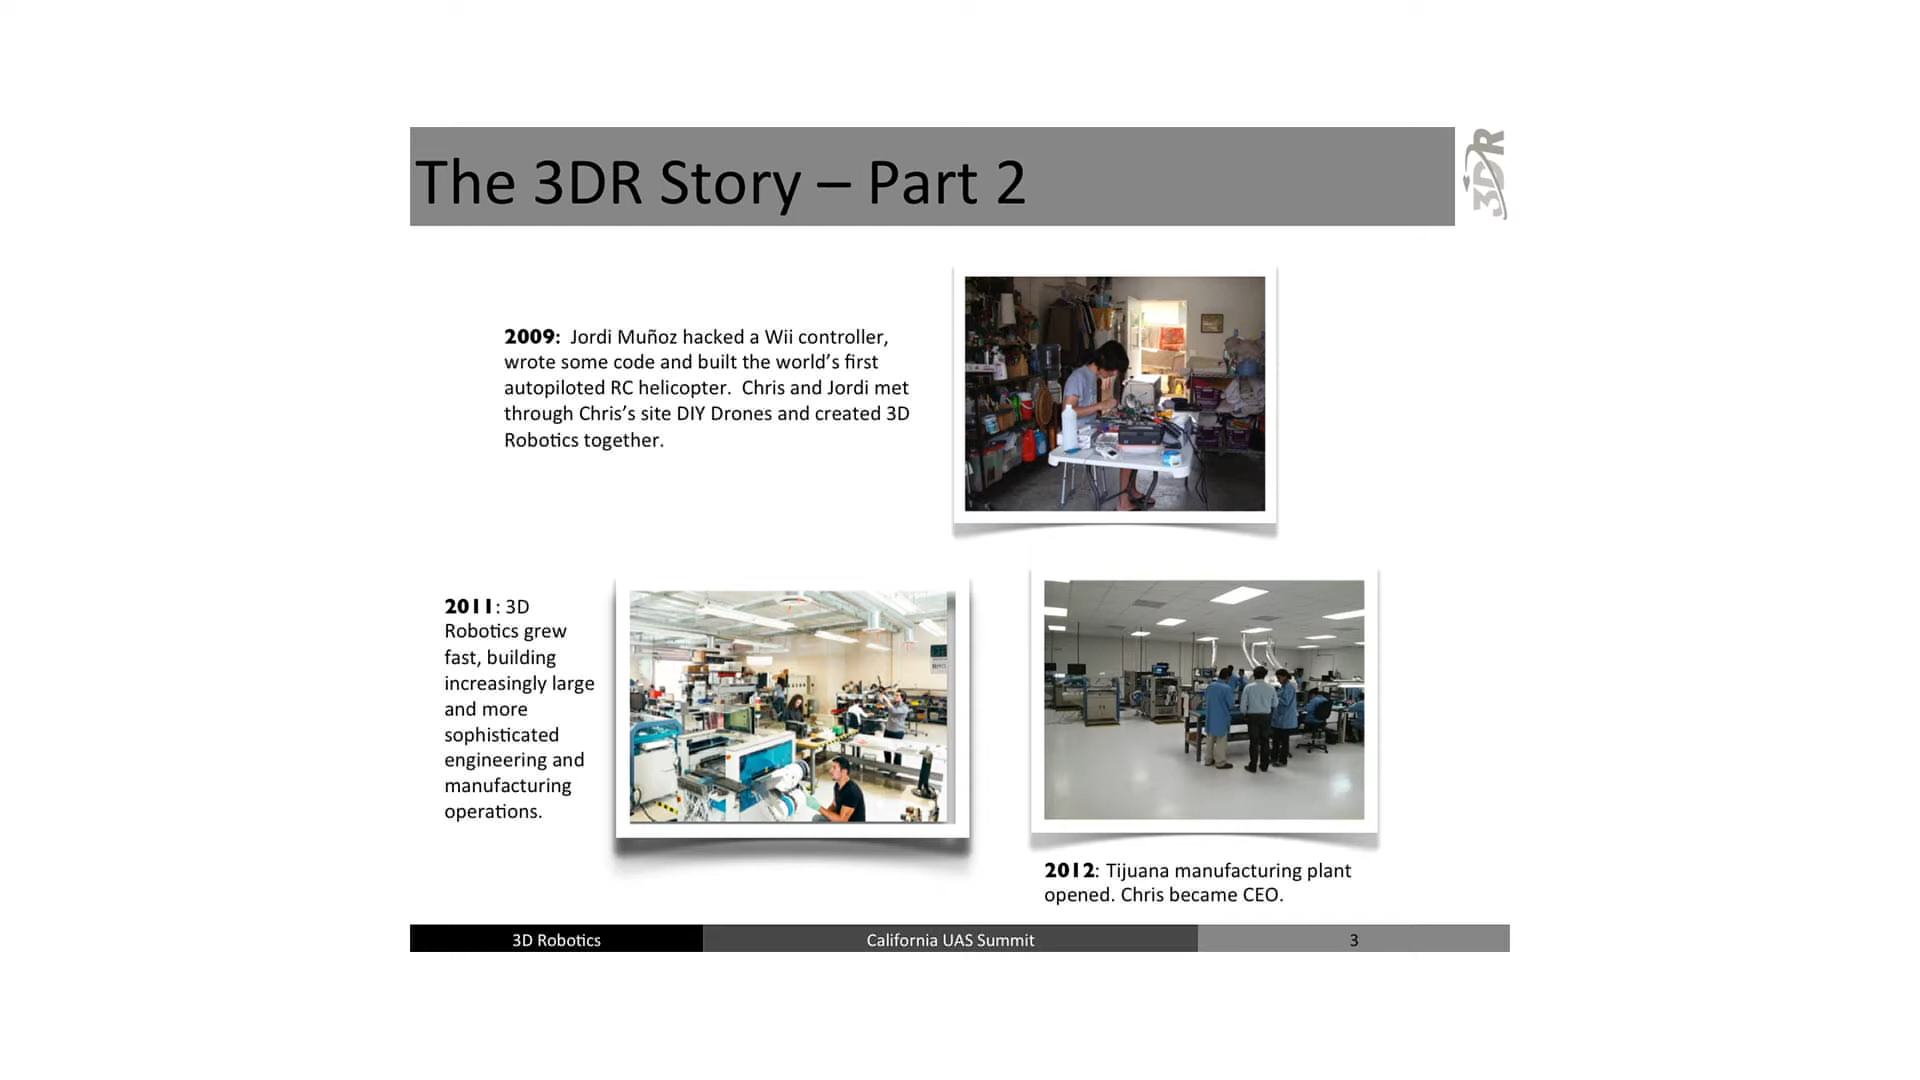 The 3DR Story – Part 2
3DR
2009: Jordi Muñoz hacked a Wii controller,
wrote some code and built the world’s first
autopiloted RC helicopter. Chris and Jordi met
through Chris’s site DIY Drones and created 3D
Robotics together.
2011: 3D
Robotics grew
fast, building
increasingly large
and more
sophisticated
engineering and
manufacturing
operations.
2012: Tijuana manufacturing plant
opened. Chris became CEO.
3D Robotics
California UAS Summit
3